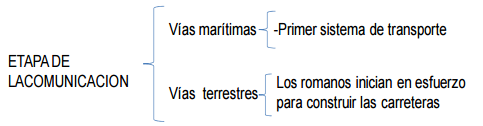 Vías marítimas
-Primer sistema de transporte
ETAPA DE
LACOMUNICACION
Vías terrestres
Los romanos inician en esfuerzo
para construir las carreteras